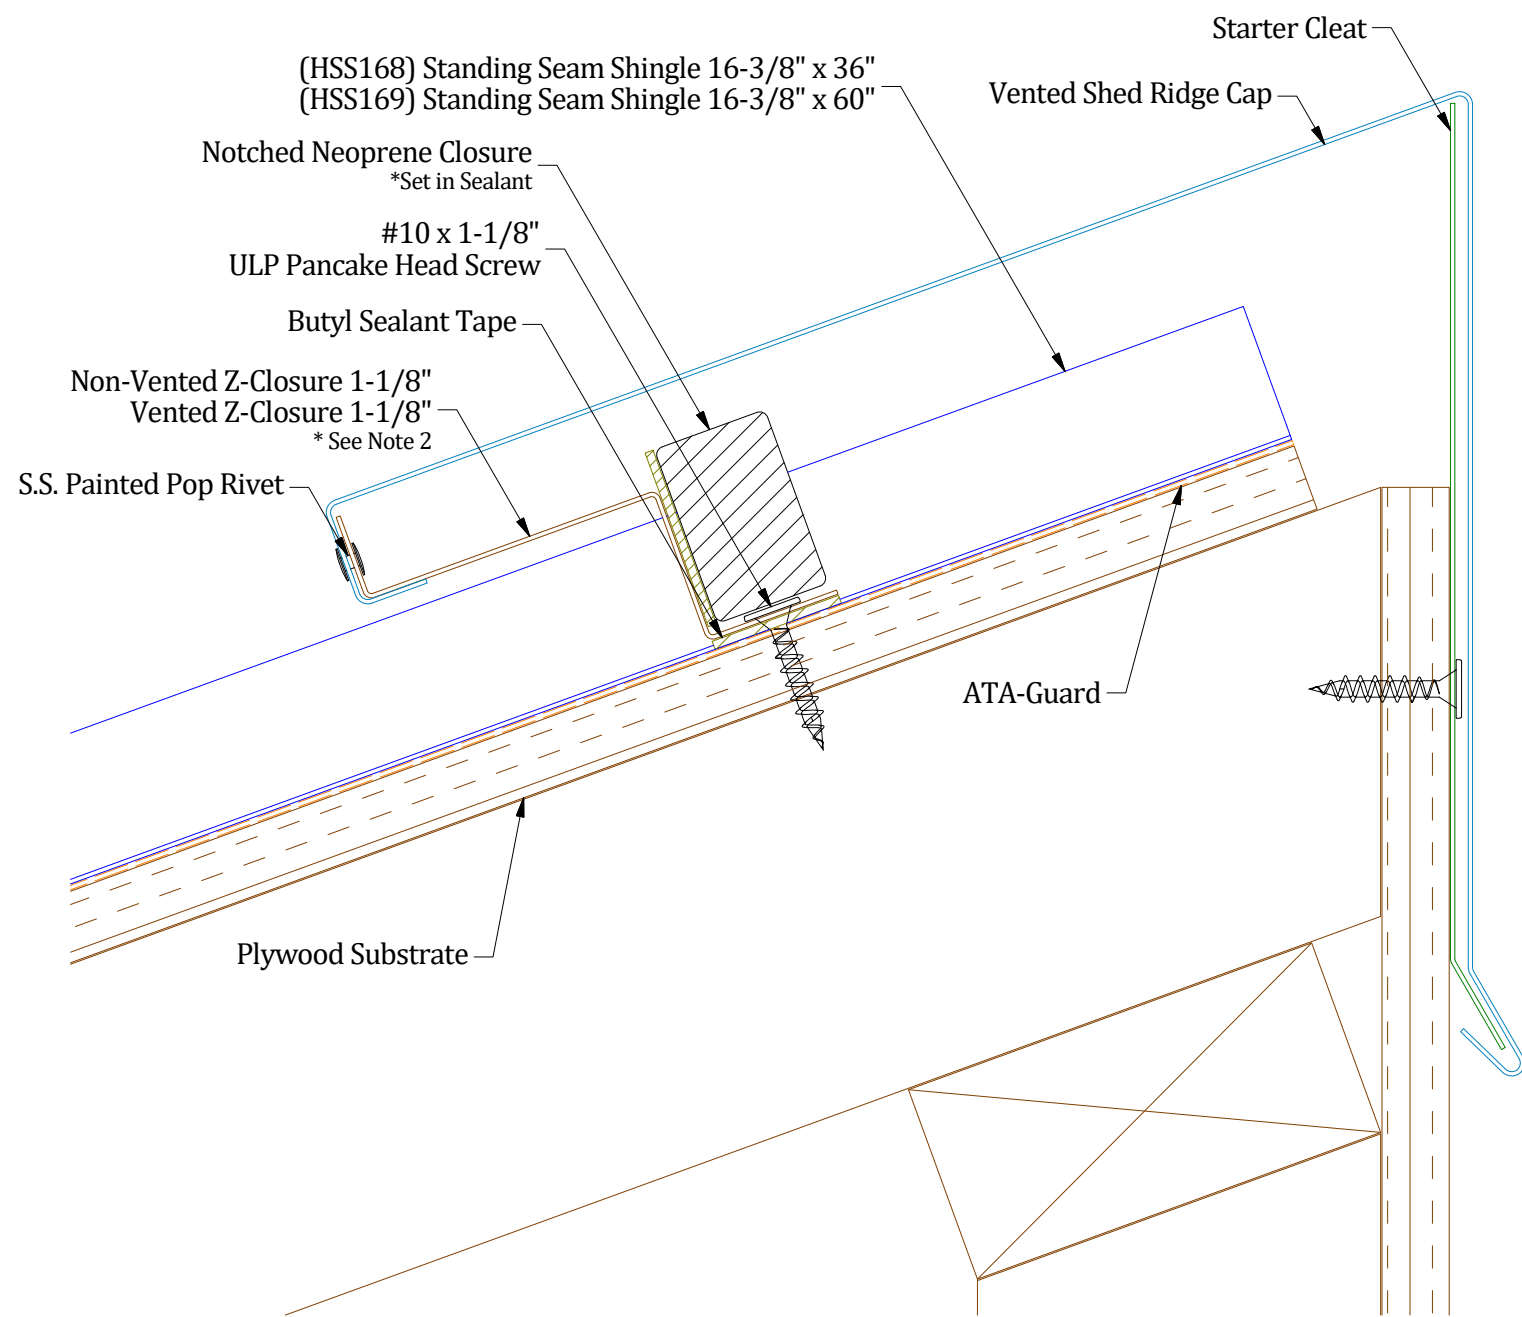 Starter Cleat
(HSS168) Standing Seam Shingle 16-3/8" x 36"
(HSS169) Standing Seam Shingle 16-3/8" x 60"
Vented Shed Ridge Cap
Notched Neoprene Closure
*Set in Sealant
#10 x 1-1/8"
ULP Pancake Head Screw
Butyl Sealant Tape
Non-Vented Z-Closure 1-1/8"
Vented Z-Closure 1-1/8"
* See Note 2
S.S. Painted Pop Rivet
ATA-Guard
Plywood Substrate